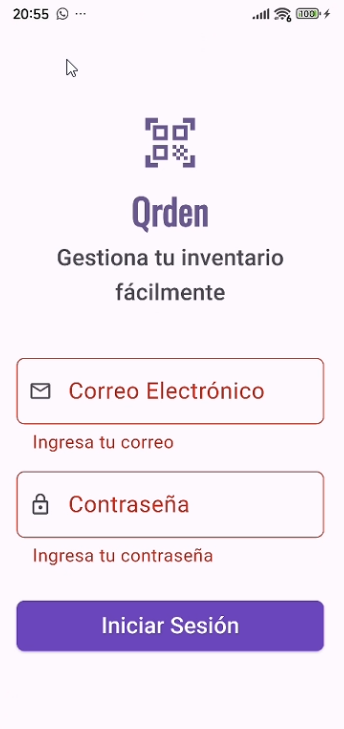 20:55
100
Qrden
Gestiona tu inventario
fácilmente
Correo Electrónico
Ingresa tu correo
Contraseña
Ingresa tu contraseña
Iniciar Sesión